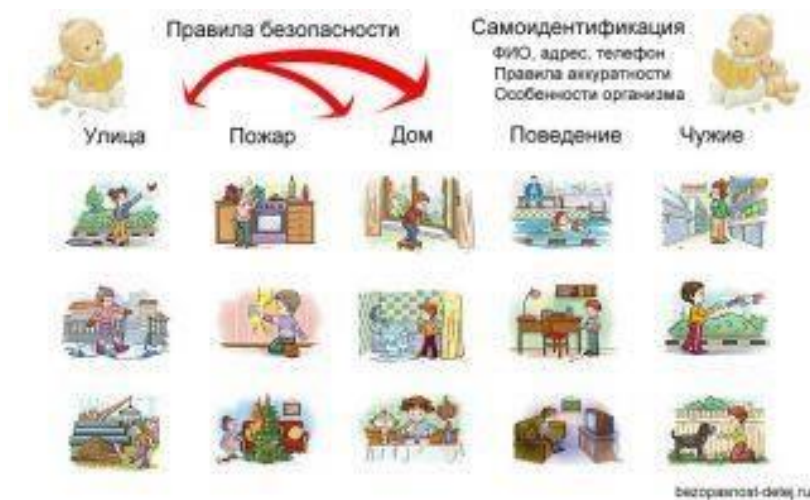 Правила безопасности
Самоидентификация
ФИО, адрес, телефон
Правила аккуратности
Особенности организма
Улица
Пожар
Дом
Поведение
Чужие
bezopasnost-detej.ru